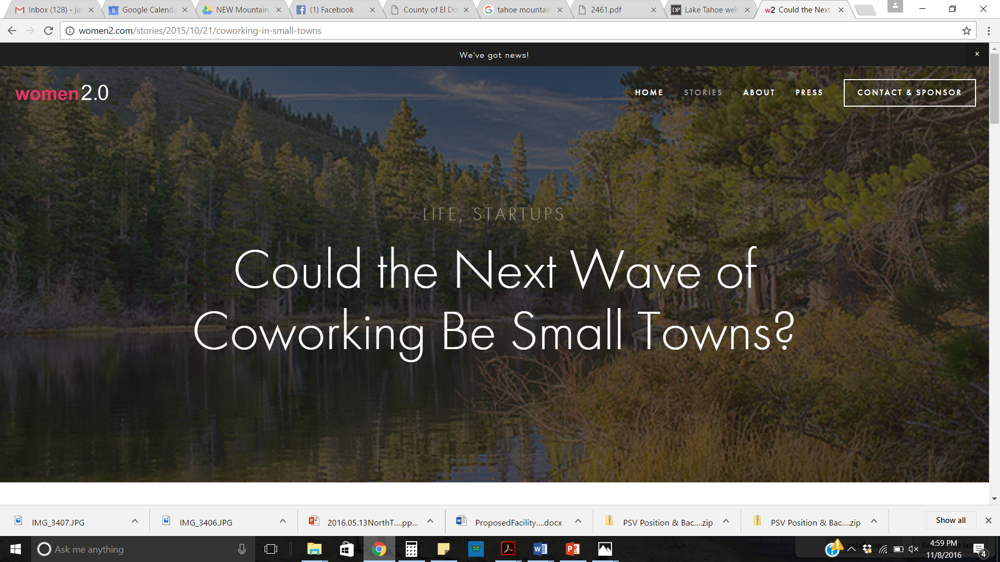 Inbox (128) - ja
Google Calenda
NEW Mountain
(1) Facebook
County of El Do
tahoe mountain
2461.pdf
Lake Tahoe welc
w2 Could the Next
women2.com/stories/2015/10/21/coworking-in-small-towns
We've got news!
women 2.0
HOME
STORIES
ABOUT
PRESS
CONTACT & SPONSOR
LIFE, STARTUPS
Could the Next Wave of
Coworking Be Small Towns?
IMG_3407.JPG
IMG_3406.JPG
2016.05.13NorthT....pp...
ProposedFacility....docx
PSV Position & Bac....zip
PSV Position & Bac....zip
Show all
Ask me anything
4:59 PM
11/8/2016
4